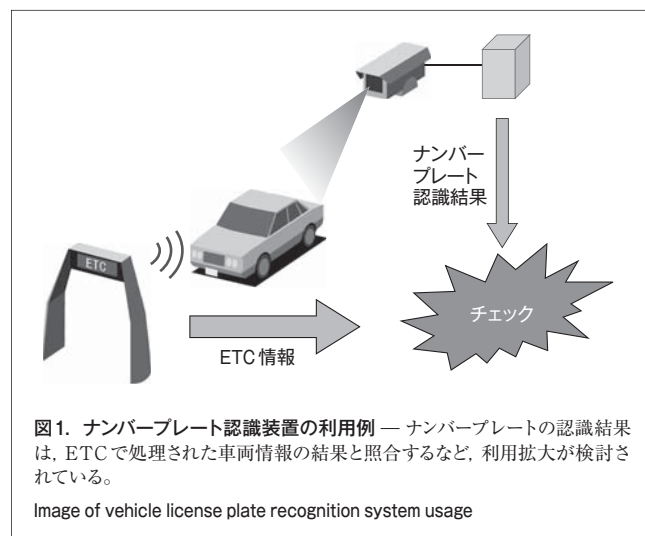 ナンバー
プレート
認識結果
ETC
チェック
ETC情報
図1. ナンバープレート認識装置の利用例 — ナンバープレートの認識結果
は，ETCで処理された車両情報の結果と照合するなど，利用拡大が検討さ
れている。
Image of vehicle license plate recognition system usage